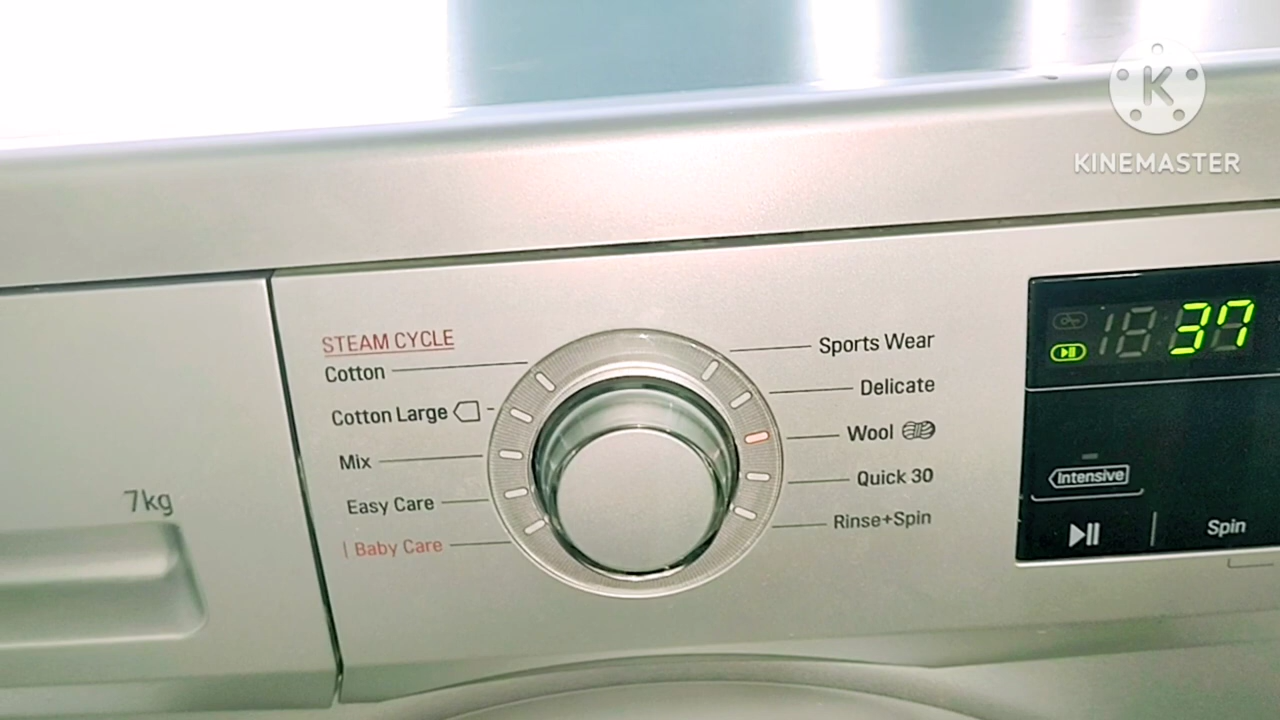 K
KINEMASTER
STEAM CYCLE
Cotton
Cotton Large
Mix
Easy Care
Baby Care
7kg
Sports Wear
Delicate
Wool
Quick 30
Rinse+Spin
37
Intensive
Spin